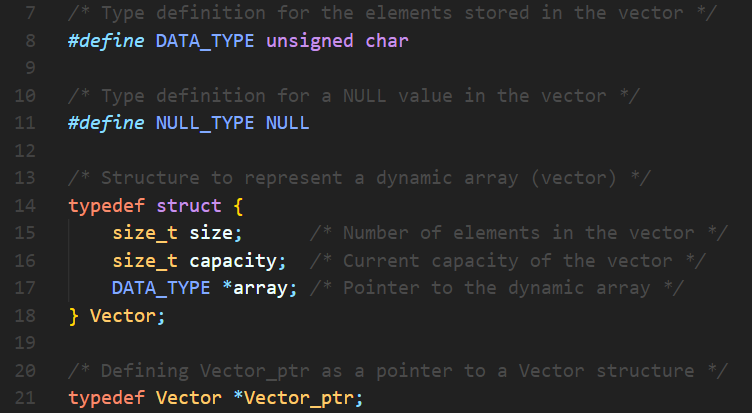 7 /* Type definition for the elements stored in the vector */
8 #define DATA_TYPE unsigned char
9
10 /* Type definition for a NULL value in the vector */
11 #define NULL_TYPE NULL
12
13 /* Structure to represent a dynamic array (vector) */
14 typedef struct {
15     size_t size;      /* Number of elements in the vector */
16     size_t capacity;  /* Current capacity of the vector */
17     DATA_TYPE *array; /* Pointer to the dynamic array */
18 } Vector;
19
20 /* Defining Vector_ptr as a pointer to a Vector structure */
21 typedef Vector *Vector_ptr;